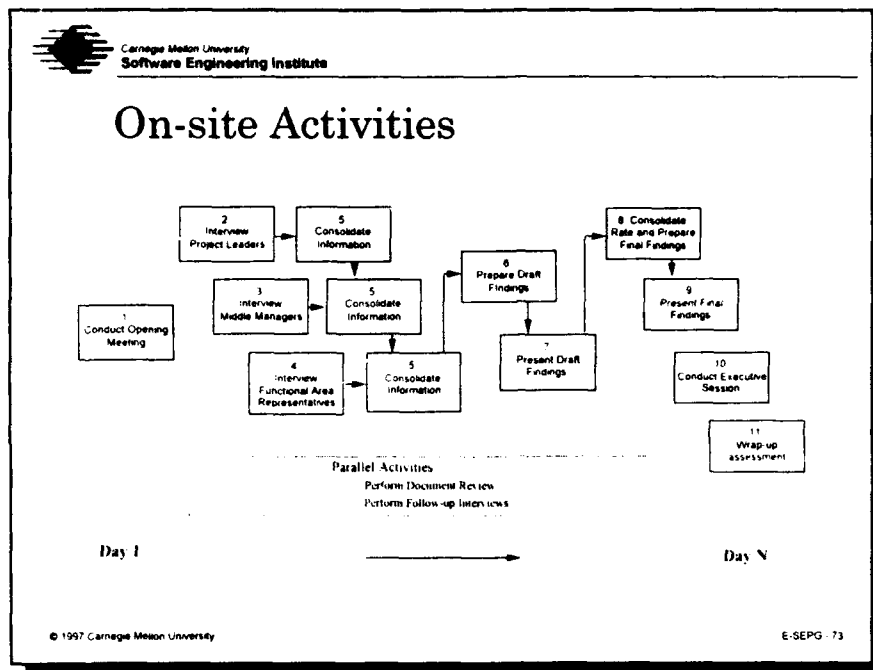 Carnegie Mellon University
Software Engineering Institute
On-site Activities
2
Interview
Project Leaders
5
Consolidate
Information
8 Consolidate
Rate and Prepare
Final Findings
3
Interview
Middle Managers
5
Consolidate
Information
6
Prepare Draft
Findings
9
Present Final
Findings
1
Conduct Opening
Meeting
4
Interview
Functional Area
Representatives
5
Consolidate
Information
7
Present Draft
Findings
10
Conduct Executive
Session
11
Wrap-up
assessment
Parallel Activities
Perform Document Review
Perform Follow-up Interviews
Day 1
Day N
© 1997 Carnegie Mellon University
E-SEPG - 73